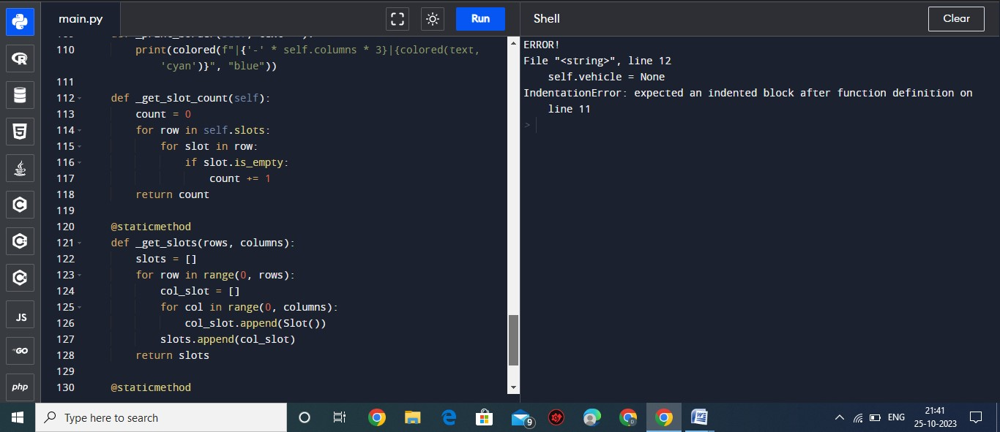 main.py
Run
Shell
Clear
110 print(colored(f"|{'-' * self.columns * 3}|{colored(text,
'cyan')}", "blue"))
111
112 def _get_slot_count(self):
113 count = 0
114 for row in self.slots:
115 for slot in row:
116 if slot.is_empty:
117 count += 1
118 return count
119
120 @staticmethod
121 def _get_slots(rows, columns):
122 slots = []
123 for row in range(0, rows):
124 col_slot = []
125 for col in range(0, columns):
126 col_slot.append(Slot())
127 slots.append(col_slot)
128 return slots
129
130 @staticmethod
ERROR!
File "<string>", line 12
self.vehicle = None
IndentationError: expected an indented block after function definition on
line 11
>
R
5
C
C
C
JS
GO
php
Type here to search
9
W
ENG
21:41
25-10-2023